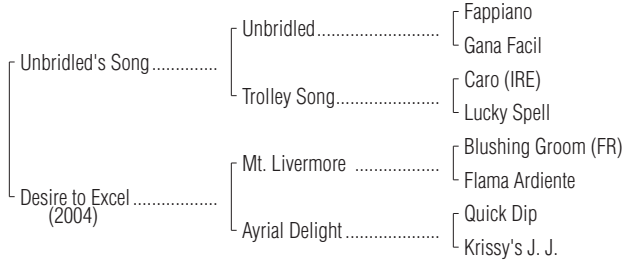 Fappiano
Unbridled
Gana Facil
Unbridled's Song
Caro (IRE)
Trolley Song
Lucky Spell
Blushing Groom (FR)
Mt. Livermore
Flama Ardiente
Desire to Excel
(2004)
Quick Dip
Ayrial Delight
Krissy's J. J.